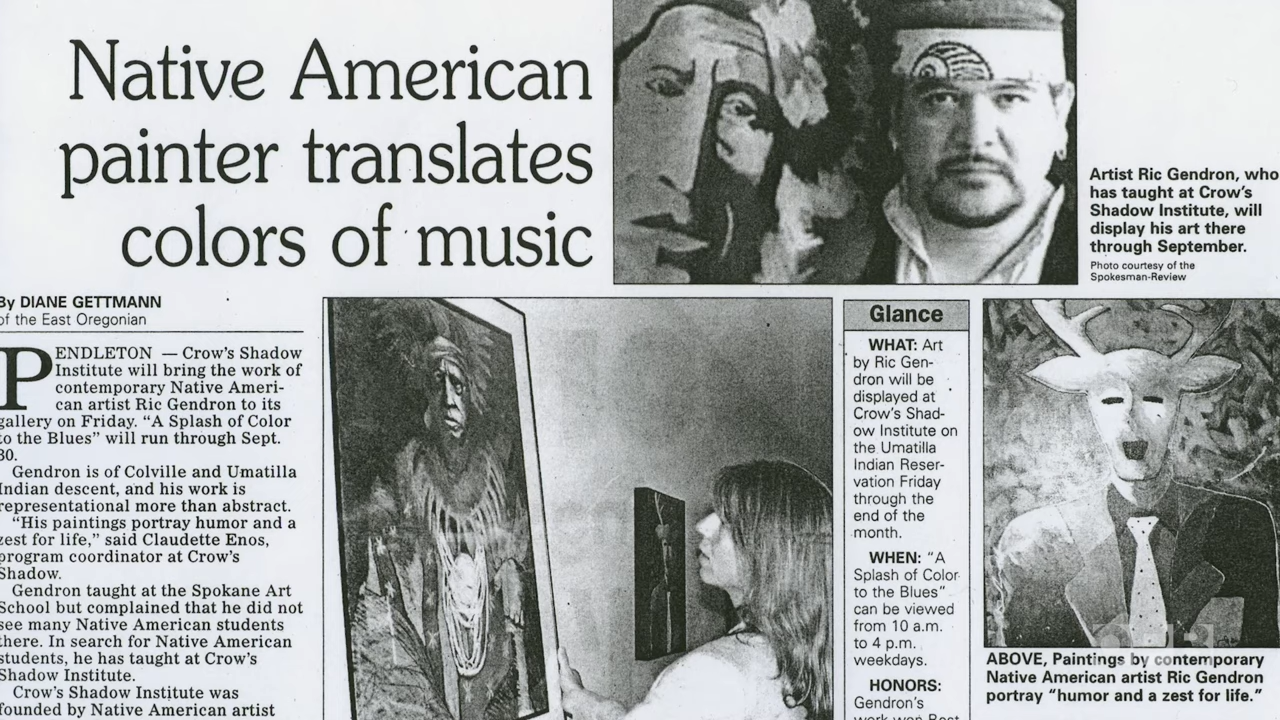 Native American
painter translates
colors of music
Artist Ric Gendron, who
has taught at Crow's
Shadow Institute, will
display his art there
through September.
Photo courtesy of the
Spokesman-Review
By DIANE GETTMANN
of the East Oregonian
PENDLETON — Crow's Shadow
Institute will bring the work of
contemporary Native Ameri-
can artist Ric Gendron to its
gallery on Friday. “A Splash of Color
to the Blues” will run through Sept.
30.
Gendron is of Colville and Umatilla
Indian descent, and his work is
representational more than abstract.
“His paintings portray humor and a
zest for life,” said Claudette Enos,
program coordinator at Crow's
Shadow.
Gendron taught at the Spokane Art
School but complained that he did not
see many Native American students
there. In search for Native American
students, he has taught at Crow's
Shadow Institute.
Crow's Shadow Institute was
founded by Native American artist
Glance
WHAT: Art
by Ric Gen-
dron will be
displayed at
Crow's Shad-
ow Institute on
the Umatilla
Indian Reser-
vation Friday
through the
end of the
month.
WHEN: “A
Splash of Color
to the Blues”
can be viewed
from 10 a.m.
to 4 p.m.
weekdays.
HONORS:
Gendron's
work won Best
ABOVE, Paintings by contemporary
Native American artist Ric Gendron
portray “humor and a zest for life.”